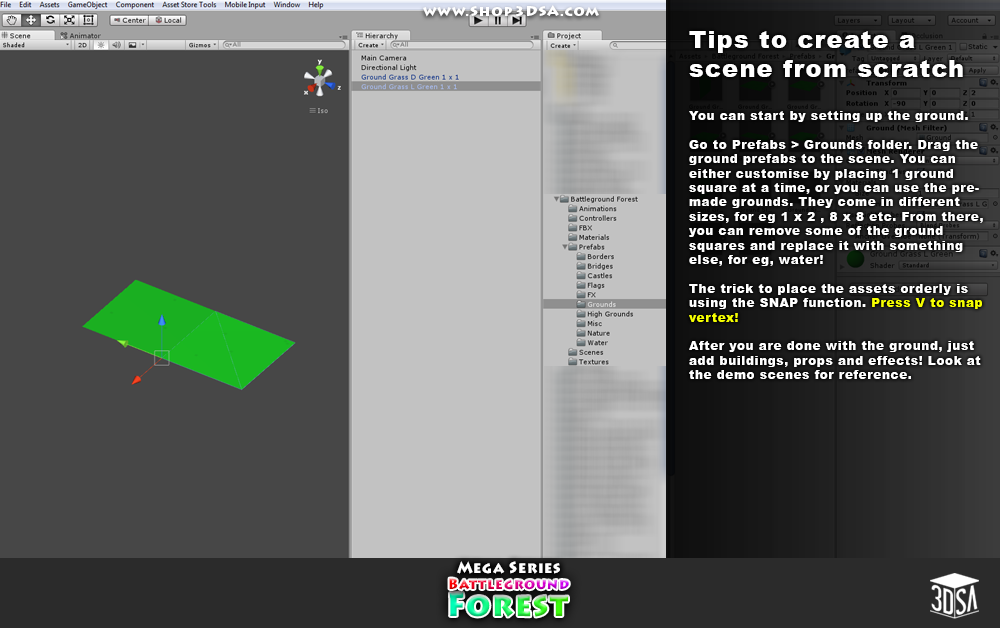 File Edit Assets GameObject Component Asset Store Tools Mobile Input Window Help
www.Shop3DSA.com
Center Local
Layers Layout Account
Scene
Animator
Shaded 2D Gizmos All
Hierarchy
Create All
Main Camera
Directional Light
Ground Grass D Green 1 x 1
Ground Grass L Green 1 x 1
y
x
z
Iso
Project
Create
Battleground Forest
Animations
Controllers
FBX
Materials
Prefabs
Borders
Bridges
Castles
Flags
FX
Grounds
High Grounds
Misc
Nature
Water
Scenes
Textures
Tips to create a
scene from scratch
You can start by setting up the ground.
Go to Prefabs > Grounds folder. Drag the
ground prefabs to the scene. You can
either customise by placing 1 ground
square at a time, or you can use the pre-
made grounds. They come in different
sizes, for eg 1 x 2 , 8 x 8 etc. From there,
you can remove some of the ground
squares and replace it with something
else, for eg, water!
The trick to place the assets orderly is
using the SNAP function. Press V to snap
vertex!
After you are done with the ground, just
add buildings, props and effects! Look at
the demo scenes for reference.
Static
Transform
Position X 0 Y 0 Z 2
Rotation X -90 Y 0 Z 0
Ground (Mesh Filter)
Ground Grass L Green
Shader Standard
Mega Series
Battleground
Forest
3DSA